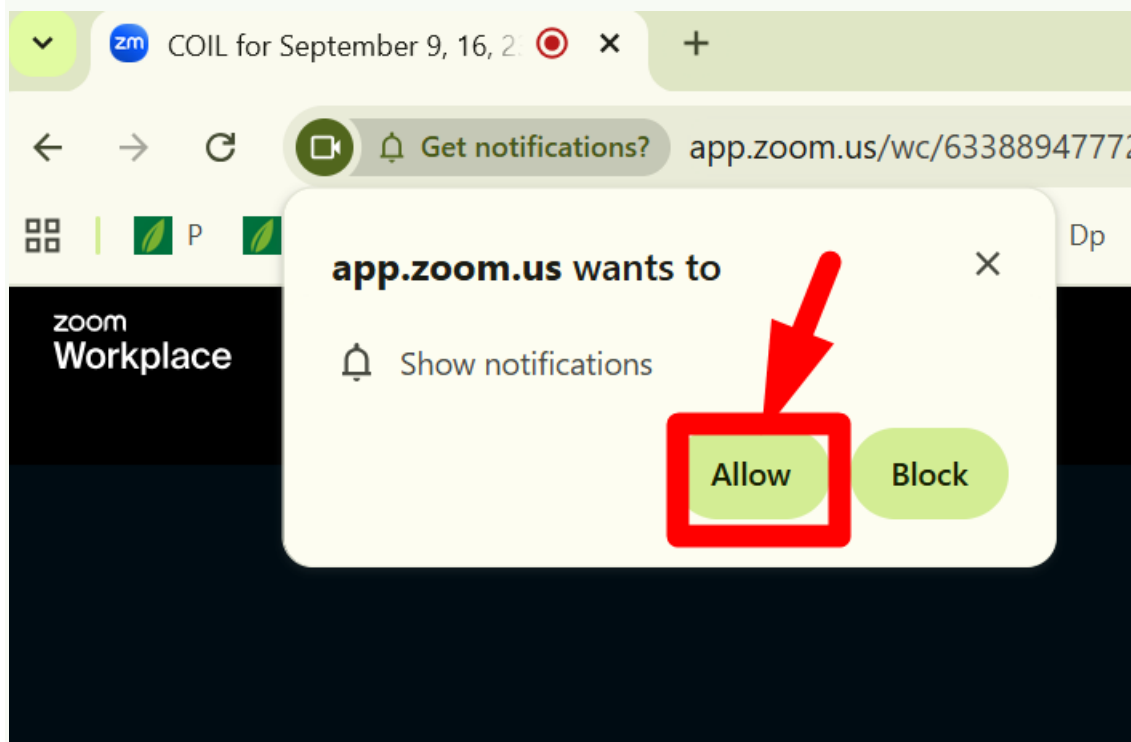 zm COIL for September 9, 16, 2
Get notifications? app.zoom.us/wc/63388947772
P Dp
app.zoom.us wants to
zoom
Workplace
Show notifications
Allow Block